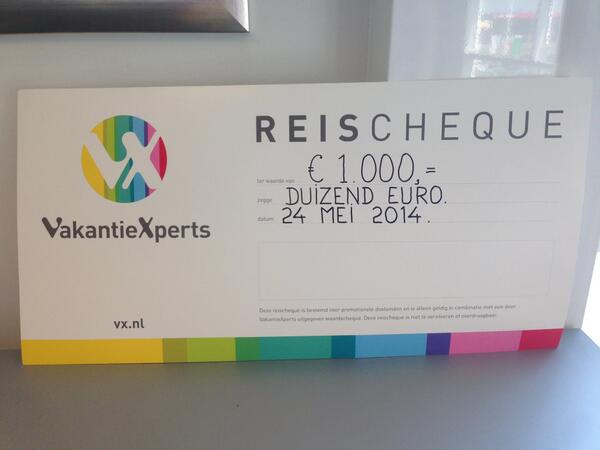 REISCHEQUE
VX
ter waarde van € 1.000,=
zegge DUIZEND EURO.
datum 24 MEI 2014.
VakantieXperts
Deze reischeque is bestemd voor promotionele doeleinden en is alleen geldig in combinatie met een door
VakantieXperts uitgegeven waardecheque. Deze reischeque is niet te verzilveren of overdraagbaar.
vx.nl